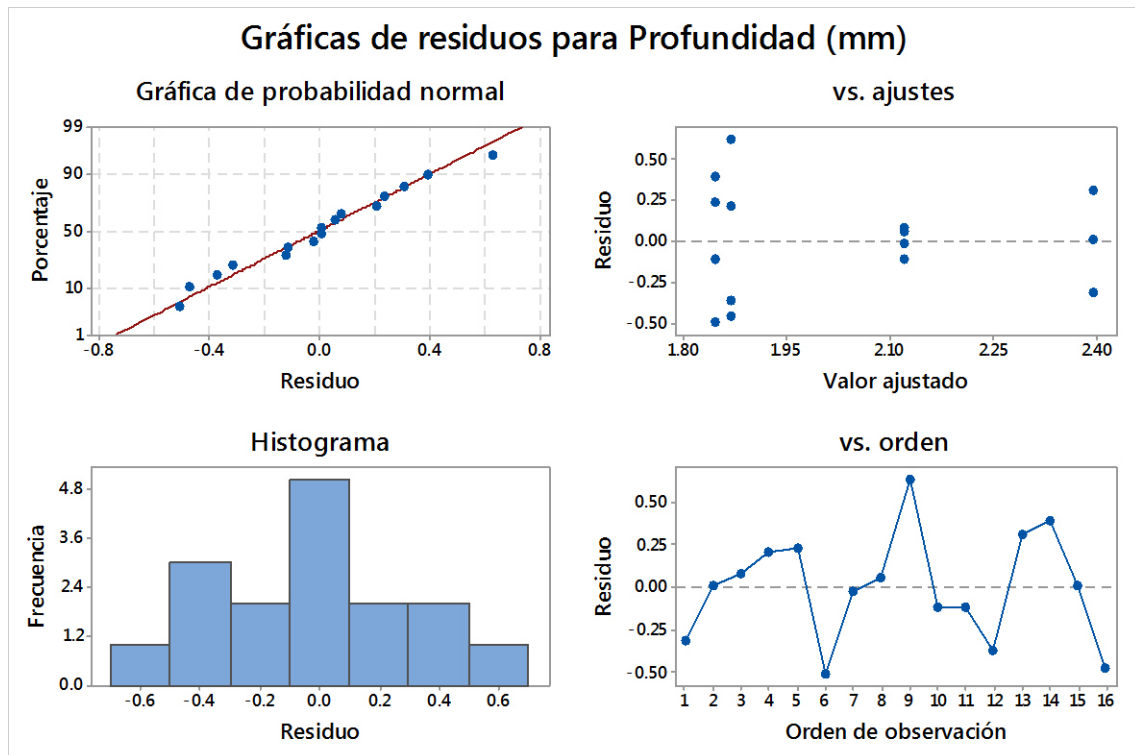 Gráficas de residuos para Profundidad (mm)
Gráfica de probabilidad normal
99
90
50
10
1
Porcentaje
-0.8 -0.4 0.0 0.4 0.8
Residuo
vs. ajustes
0.50
0.25
0.00
-0.25
-0.50
Residuo
1.80 1.95 2.10 2.25 2.40
Valor ajustado
Histograma
4.8
3.6
2.4
1.2
0.0
Frecuencia
-0.6 -0.4 -0.2 0.0 0.2 0.4 0.6
Residuo
vs. orden
0.50
0.25
0.00
-0.25
-0.50
Residuo
1 2 3 4 5 6 7 8 9 10 11 12 13 14 15 16
Orden de observación